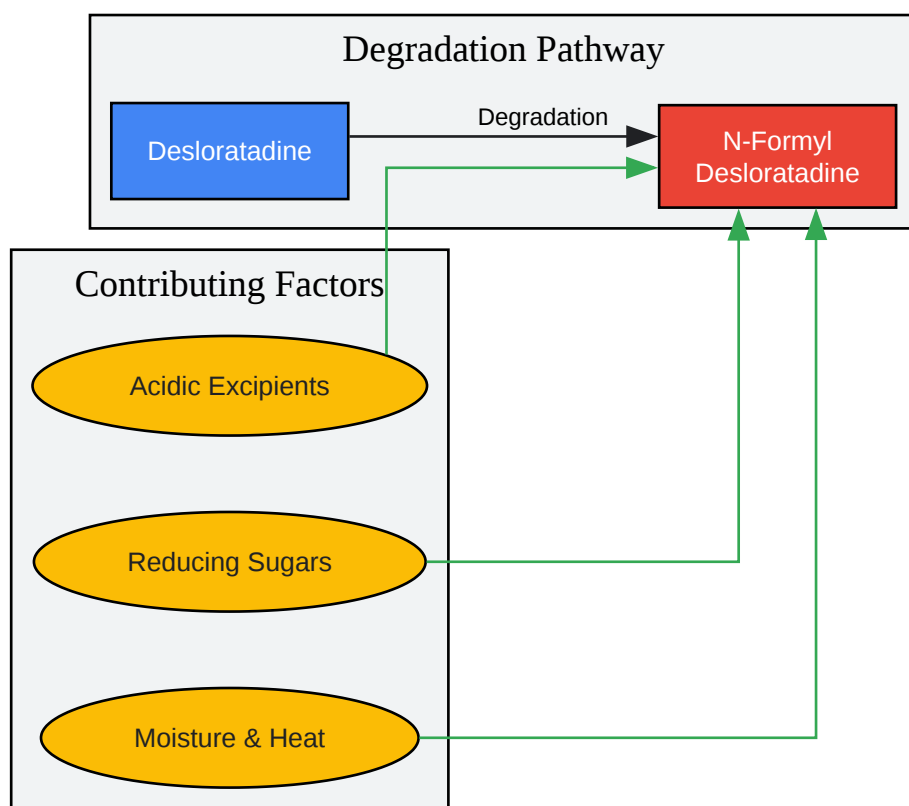 Degradation Pathway
Desloratadine
Degradation
N-Formyl
Desloratadine
Contributing Factors
Acidic Excipients
Reducing Sugars
Moisture & Heat